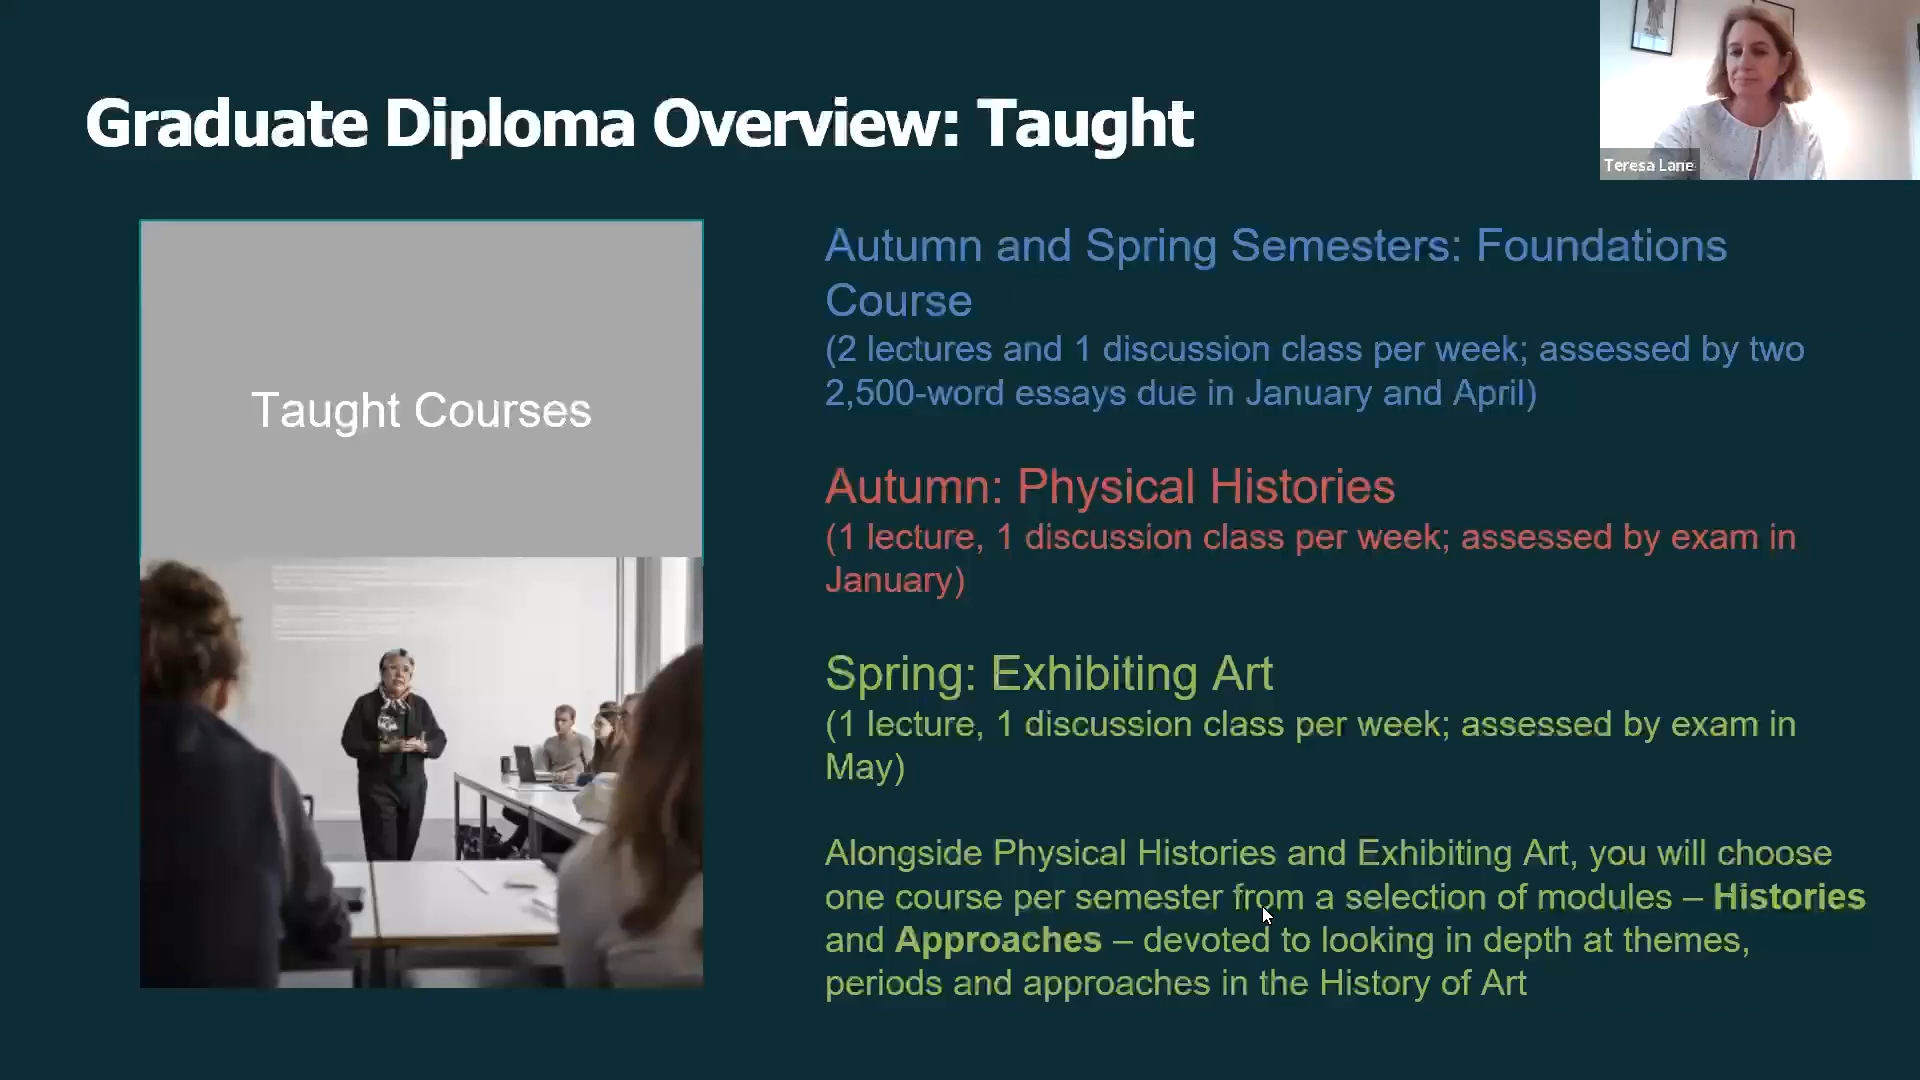 Graduate Diploma Overview: Taught
Teresa Lane
Taught Courses
Autumn and Spring Semesters: Foundations
Course
(2 lectures and 1 discussion class per week; assessed by two
2,500-word essays due in January and April)
Autumn: Physical Histories
(1 lecture, 1 discussion class per week; assessed by exam in
January)
Spring: Exhibiting Art
(1 lecture, 1 discussion class per week; assessed by exam in
May)
Alongside Physical Histories and Exhibiting Art, you will choose
one course per semester from a selection of modules – Histories
and Approaches – devoted to looking in depth at themes,
periods and approaches in the History of Art